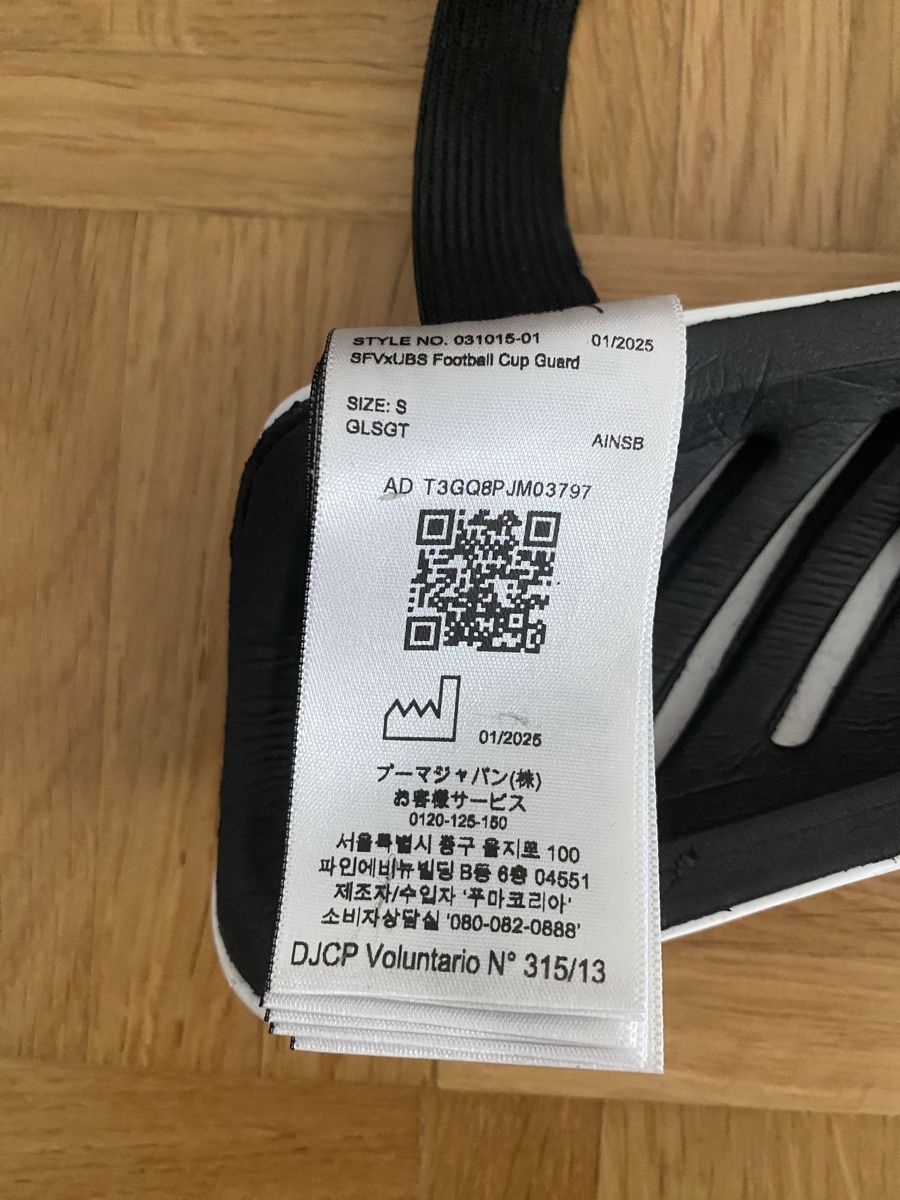 STYLE NO. 031015-01 01/2025
SFVxUBS Football Cup Guard
SIZE: S
GLSGT AINSB
AD T3GQ8PJM03797
01/2025
プーマジャパン(株)
お客様サービス
0120-125-150
서울특별시 중구 을지로 100
파인에비뉴빌딩 B동 6층 04551
제조자/수입자 '푸마코리아'
소비자상담실 '080-082-0888'
DJCP Voluntario N° 315/13